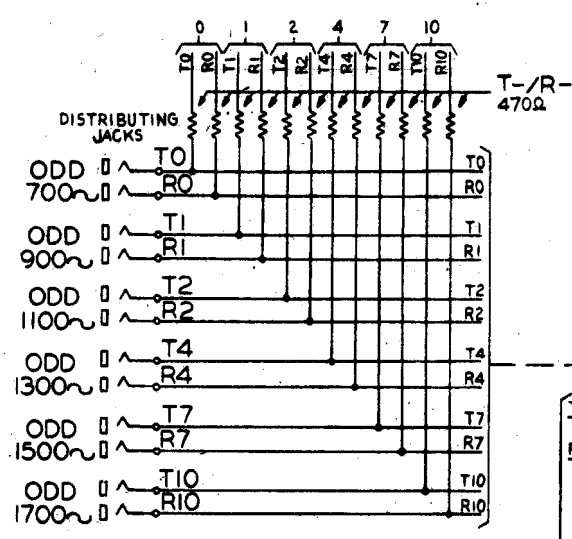 0 1 2 4 7 10
T0 R0 T1 R1 T2 R2 T4 R4 T7 R7 T10 R10
T-/R-
470Ω
DISTRIBUTING
JACKS
ODD T0 T0
700~ R0 R0
ODD T1 T1
900~ R1 R1
ODD T2 T2
1100~ R2 R2
ODD T4 T4
1300~ R4 R4
ODD T7 T7
1500~ R7 R7
ODD T10 T10
1700~ R10 R10